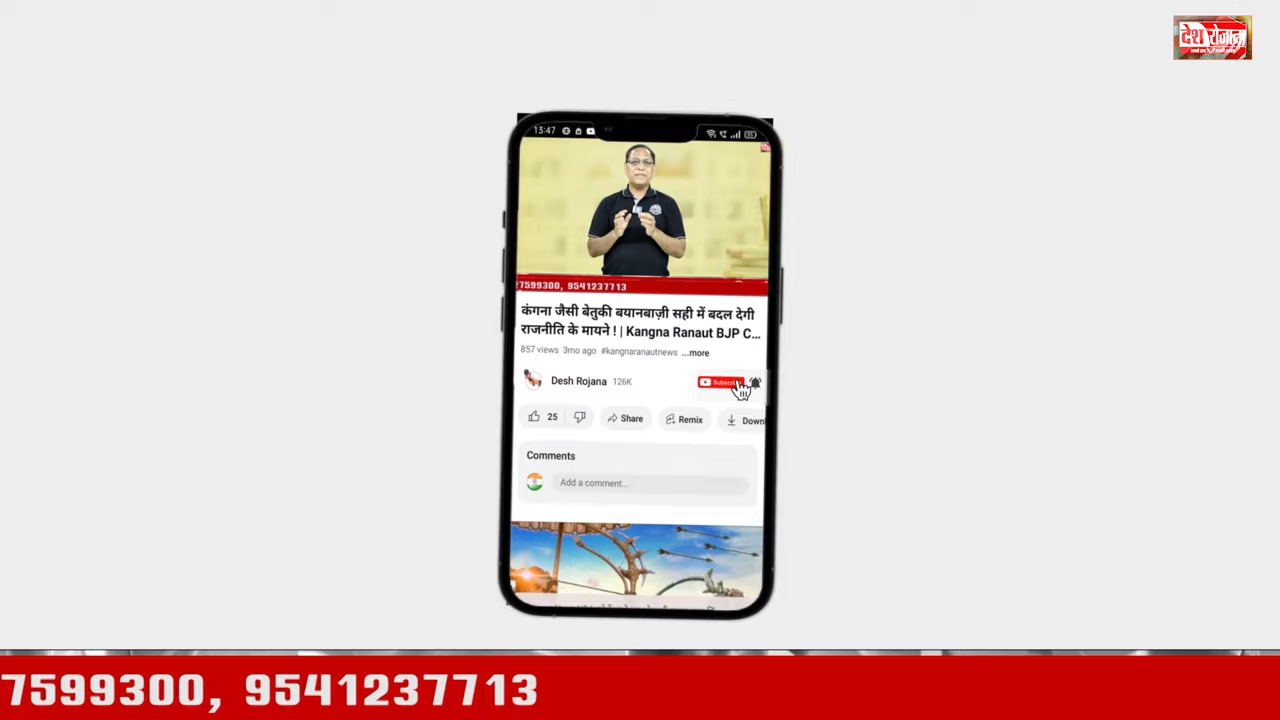 देश रोजाना
13:47
7599300, 9541237713
कंगना जैसी बेतुकी बयानबाज़ी सही में बदल देगी
राजनीति के मायने ! | Kangna Ranaut BJP C...
857 views 3mo ago #kangnaranautnews ...more
Desh Rojana 126K Subscribe
25 Share Remix Down
Comments
Add a comment...
7599300, 9541237713